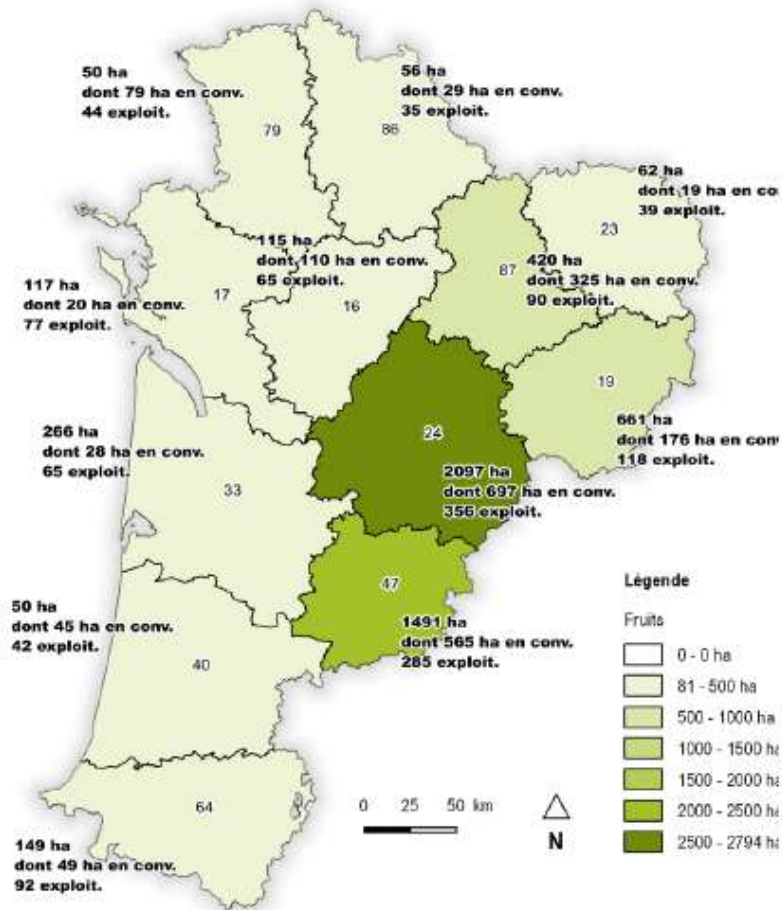 50 ha
dont 79 ha en conv.
44 exploit.
79
56 ha
dont 29 ha en conv.
35 exploit.
86
62 ha
dont 19 ha en co
39 exploit.
23
115 ha
dont 110 ha en conv.
65 exploit.
16
420 ha
dont 325 ha en conv.
90 exploit.
87
117 ha
dont 20 ha en conv.
77 exploit.
17
19
661 ha
dont 176 ha en con
118 exploit.
266 ha
dont 28 ha en conv.
65 exploit.
33
24
2097 ha
dont 697 ha en conv.
356 exploit.
47
1491 ha
dont 565 ha en conv.
285 exploit.
50 ha
dont 45 ha en conv.
42 exploit.
40
64
149 ha
dont 49 ha en conv.
92 exploit.
0 25 50 km
N
Légende
Fruits
0 - 0 ha
81 - 500 ha
500 - 1000 ha
1000 - 1500 ha
1500 - 2000 ha
2000 - 2500 ha
2500 - 2794 ha